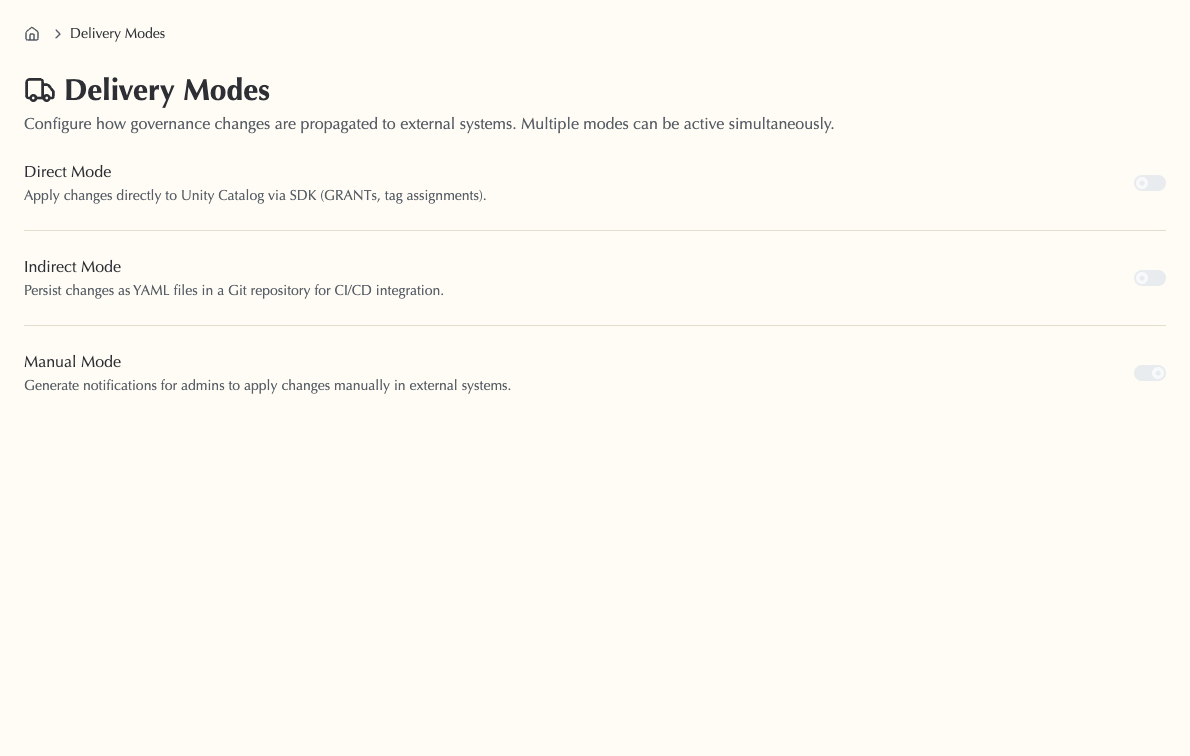 Delivery Modes
Delivery Modes
Configure how governance changes are propagated to external systems. Multiple modes can be active simultaneously.
Direct Mode
Apply changes directly to Unity Catalog via SDK (GRANTs, tag assignments).
Indirect Mode
Persist changes as YAML files in a Git repository for CI/CD integration.
Manual Mode
Generate notifications for admins to apply changes manually in external systems.